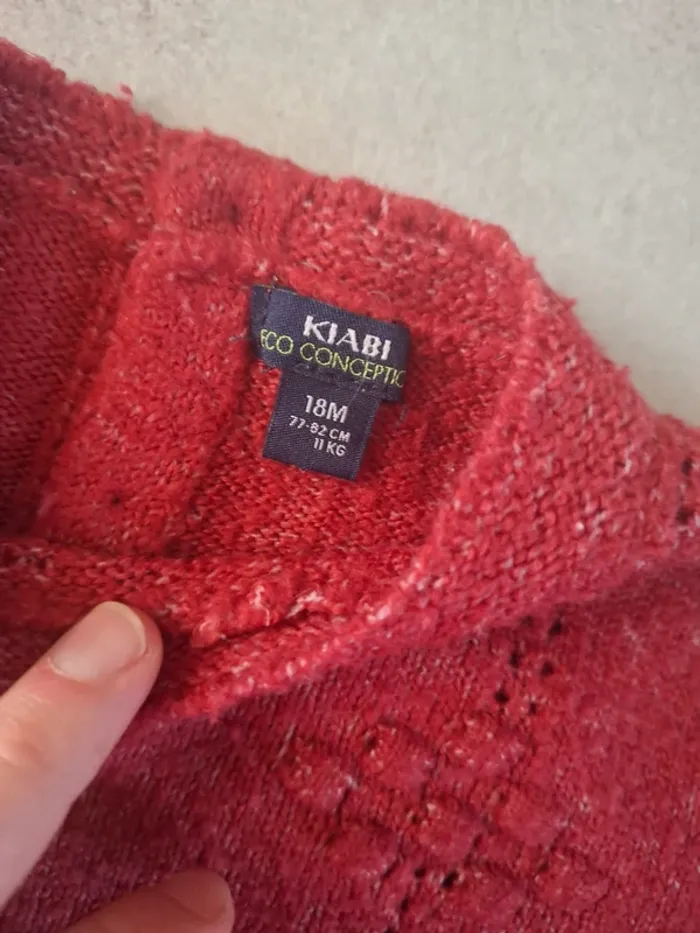 KIABI
ECO CONCEPTIO
18M
77-82 CM
11 KG